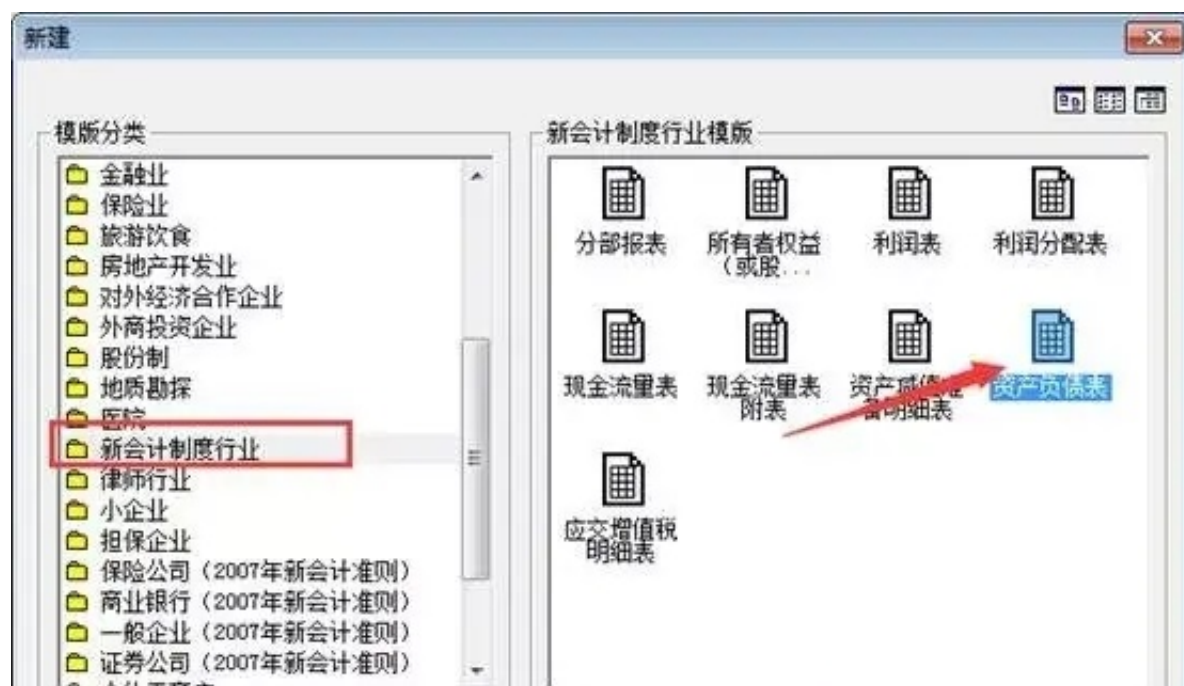 新建
模版分类
金融业
保险业
旅游饮食
房地产开发业
对外经济合作企业
外商投资企业
股份制
地质勘探
医院
新会计制度行业
律师行业
小企业
担保企业
保险公司（2007年新会计准则）
商业银行（2007年新会计准则）
一般企业（2007年新会计准则）
证券公司（2007年新会计准则）
新会计制度行业模版
分部报表
所有者权益
（或股...
利润表
利润分配表
现金流量表
现金流量表
附表
资产减值准
备明细表
资产负债表
应交增值税
明细表